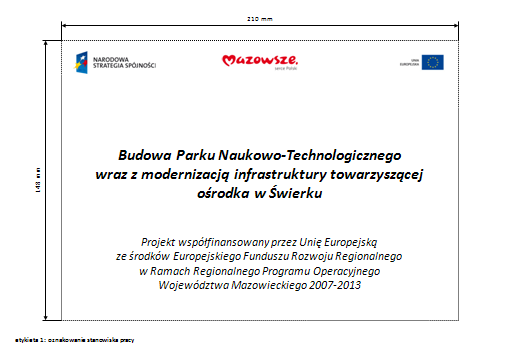 210 mm
148 mm
NARODOWA
STRATEGIA SPÓJNOŚCI
Mazowsze.
serce Polski
UNIA
EUROPEJSKA
Budowa Parku Naukowo-Technologicznego
wraz z modernizacją infrastruktury towarzyszącej
ośrodka w Świerku
Projekt współfinansowany przez Unię Europejską
ze środków Europejskiego Funduszu Rozwoju Regionalnego
w Ramach Regionalnego Programu Operacyjnego
Województwa Mazowieckiego 2007-2013
etykieta 1: oznakowanie stanowiska pracy